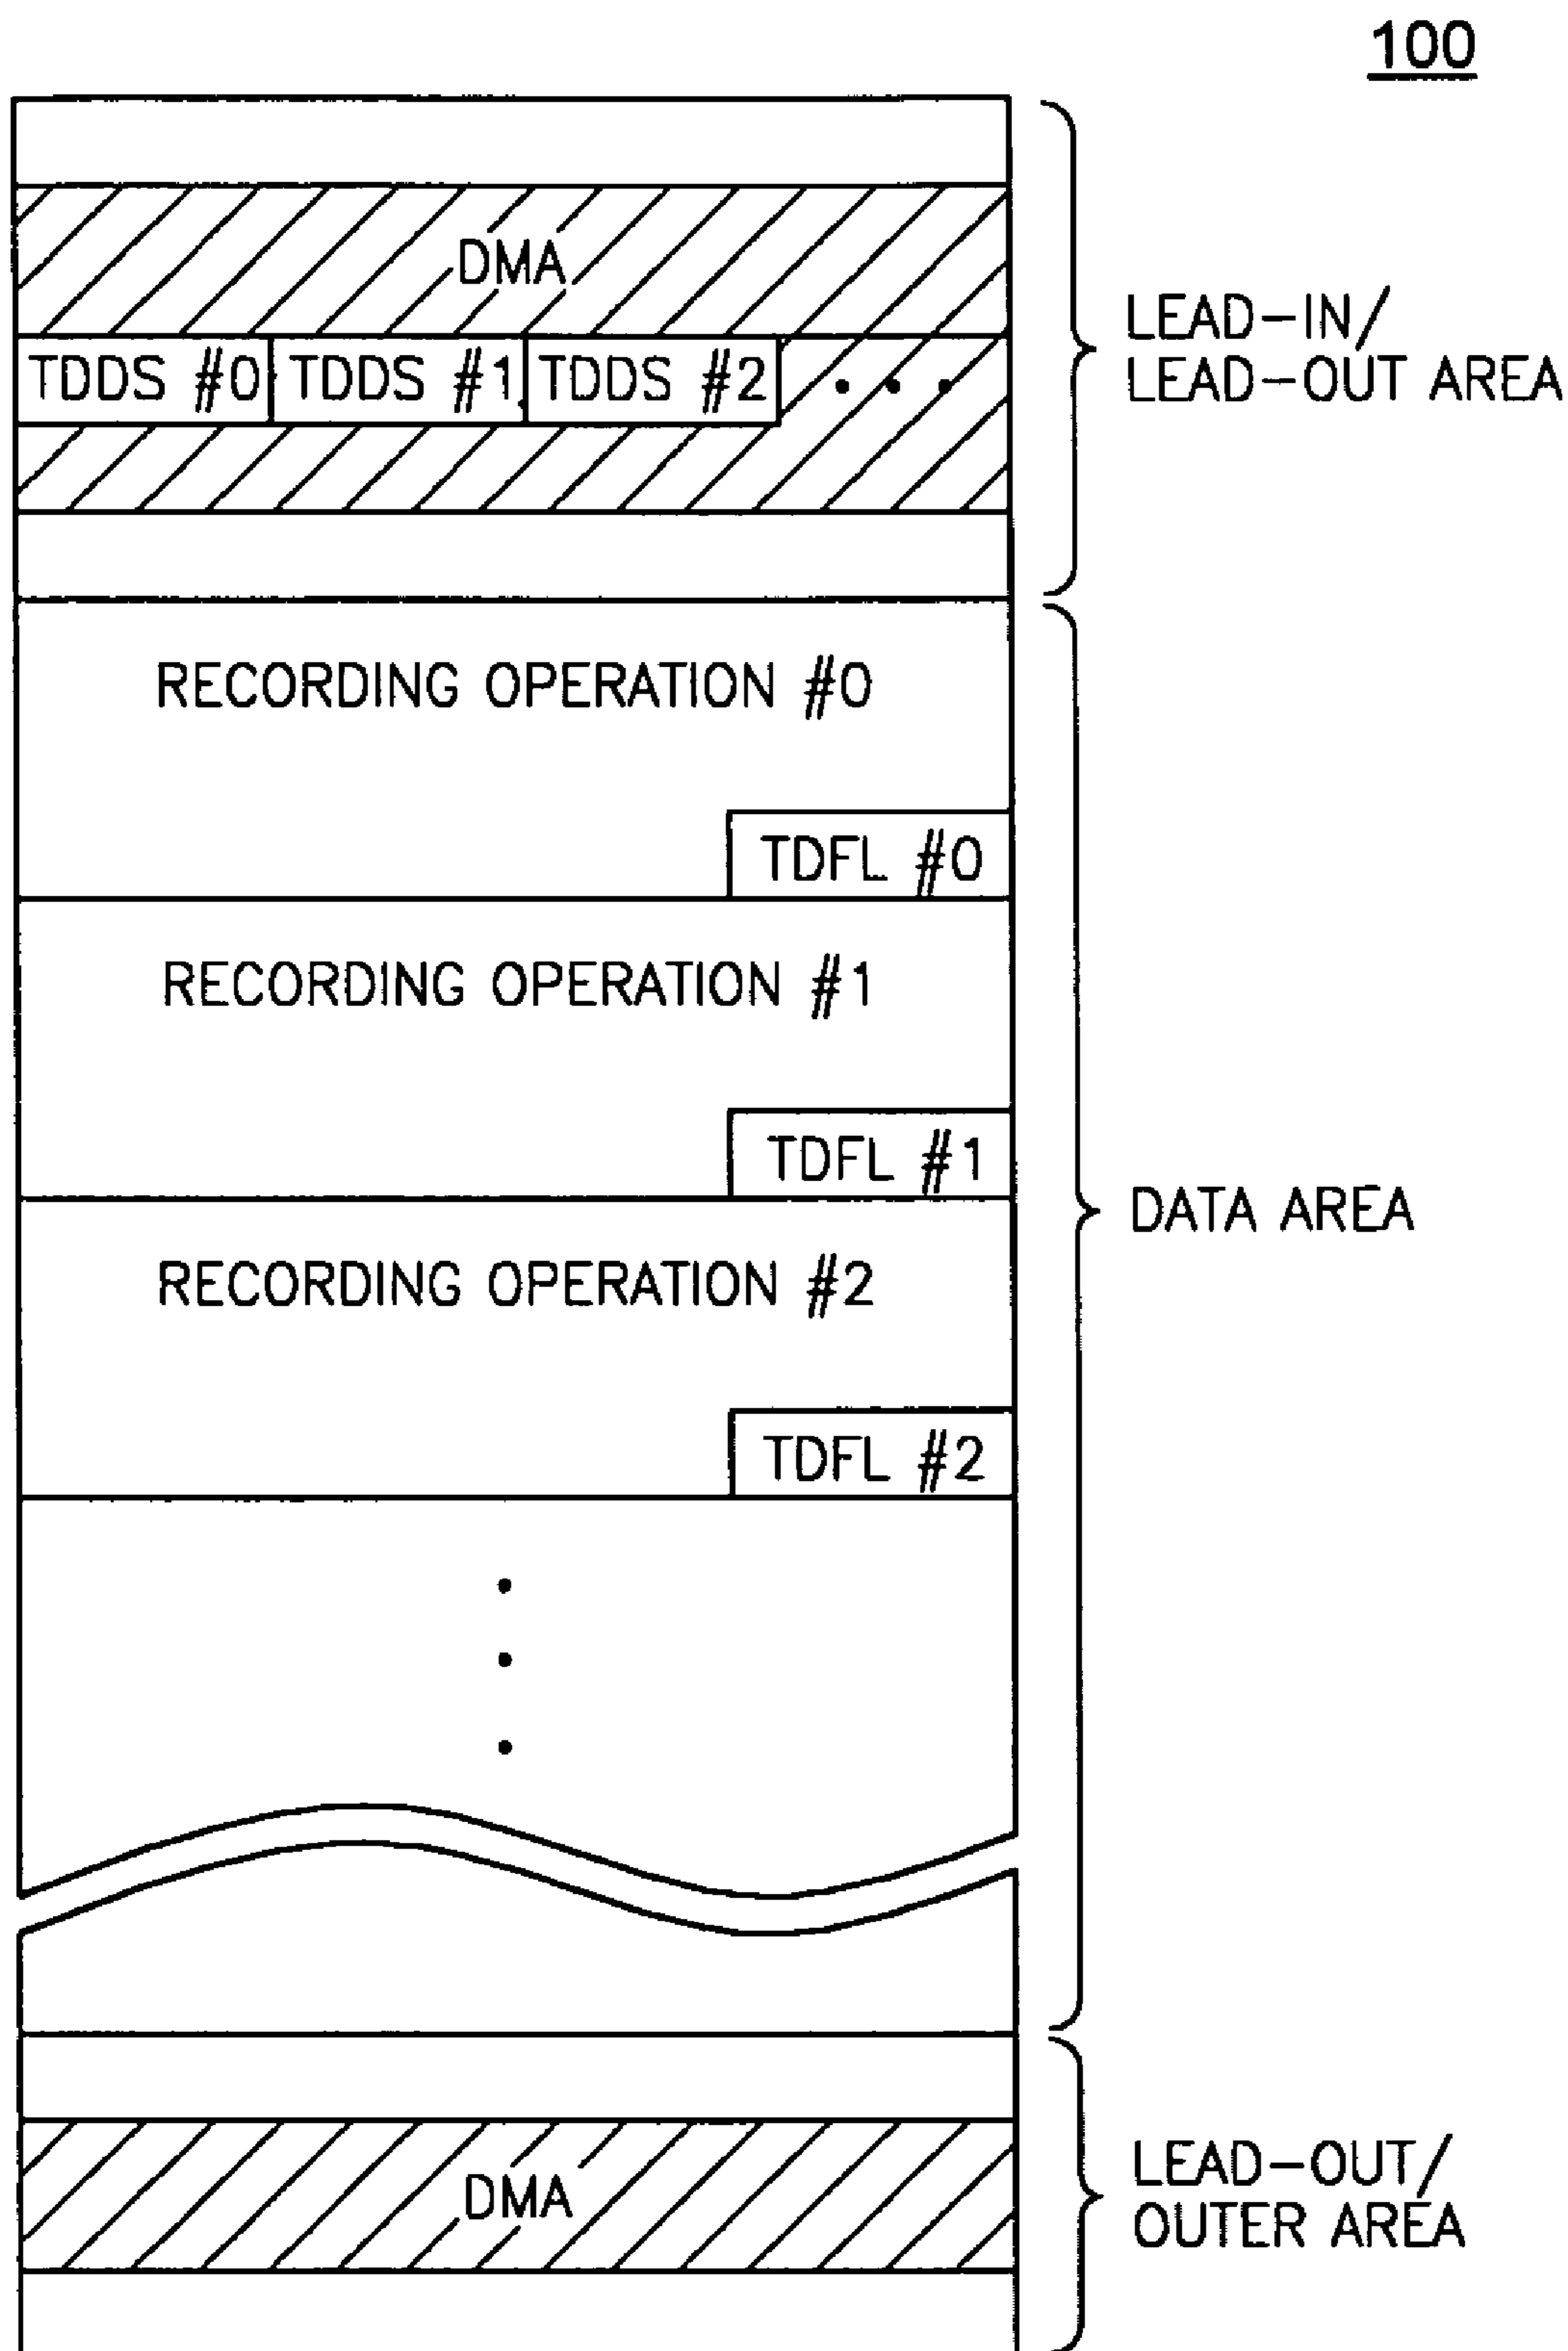 100
DMA
TDDS #0 TDDS #1 TDDS #2 . . .
LEAD-IN/
LEAD-OUT AREA
RECORDING OPERATION #0
TDFL #0
RECORDING OPERATION #1
TDFL #1
DATA AREA
RECORDING OPERATION #2
TDFL #2
DMA
LEAD-OUT/
OUTER AREA